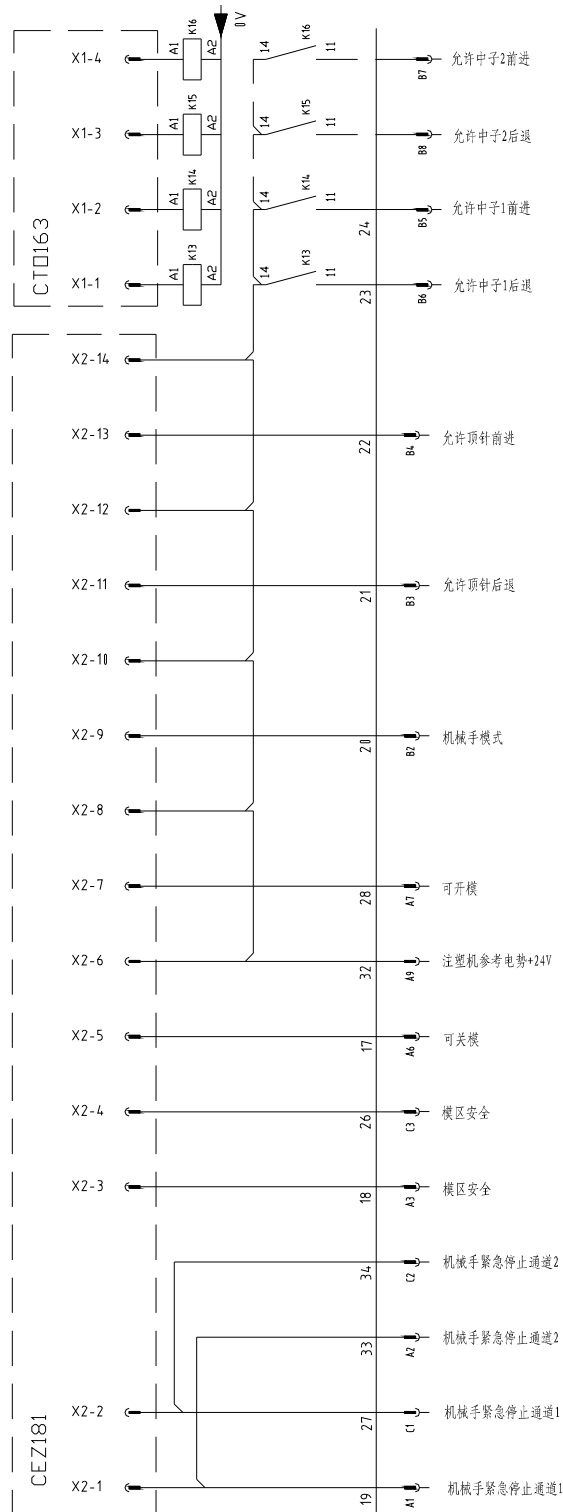 0V
X1-4 A1 K16 A2 14 K16 11 B7 允许中子2前进
X1-3 A1 K15 A2 14 K15 11 B8 允许中子2后退
X1-2 A1 K14 A2 14 K14 11 24 B5 允许中子1前进
X1-1 A1 K13 A2 14 K13 11 23 B6 允许中子1后退
CTO163
X2-14
X2-13 22 B4 允许顶针前进
X2-12
X2-11 21 B3 允许顶针后退
X2-10
X2-9 20 B2 机械手模式
X2-8
X2-7 28 A7 可开模
X2-6 32 A9 注塑机参考电势+24V
X2-5 17 A6 可关模
X2-4 26 C3 模区安全
X2-3 18 A3 模区安全
34 C2 机械手紧急停止通道2
33 A2 机械手紧急停止通道2
X2-2 27 C1 机械手紧急停止通道1
X2-1 19 A1 机械手紧急停止通道1
CEZ181